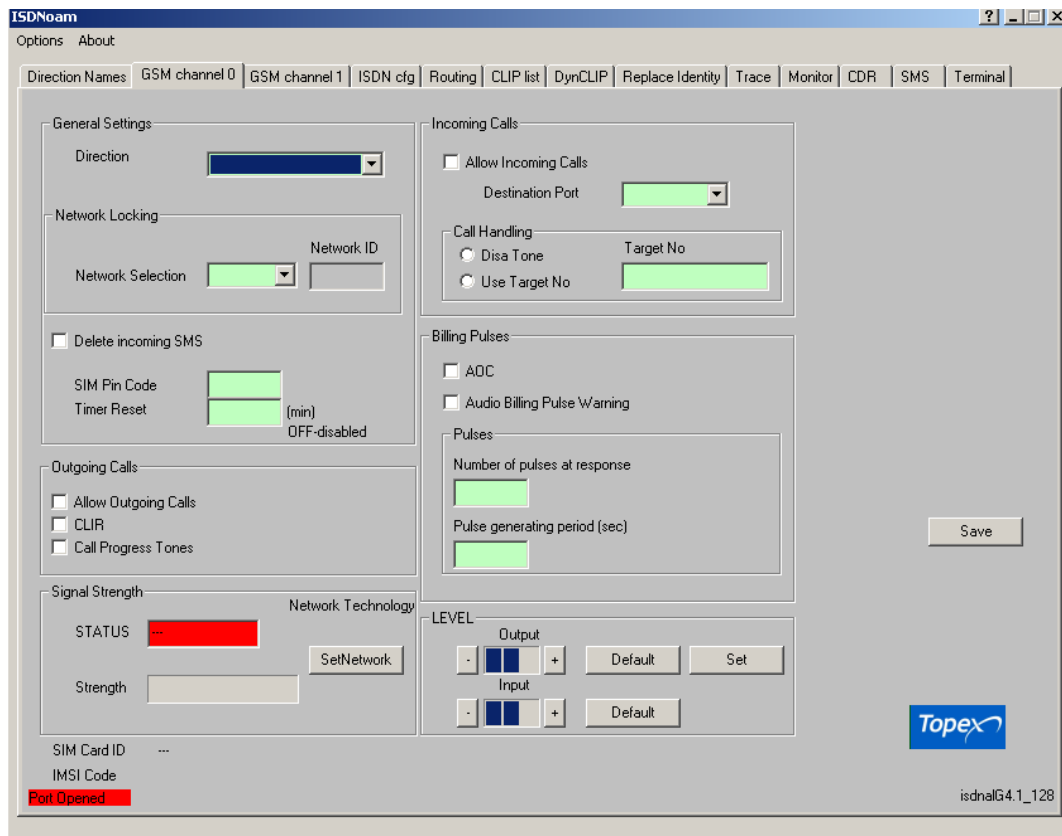 ISDNoam
Options About
Direction Names GSM channel 0 GSM channel 1 ISDN cfg Routing CLIP list DynCLIP Replace Identity Trace Monitor CDR SMS Terminal
General Settings
Direction
Network Locking
Network ID
Network Selection
Delete incoming SMS
SIM Pin Code
Timer Reset
(min)
OFF-disabled
Outgoing Calls
Allow Outgoing Calls
CLIR
Call Progress Tones
Signal Strength
Network Technology
STATUS ---
SetNetwork
Strength
SIM Card ID ---
IMSI Code
Port Opened
Incoming Calls
Allow Incoming Calls
Destination Port
Call Handling
Disa Tone
Target No
Use Target No
Billing Pulses
AOC
Audio Billing Pulse Warning
Pulses
Number of pulses at response
Pulse generating period (sec)
LEVEL
Output
- + Default Set
Input
- + Default
Save
Topex
isdnalG4.1_128